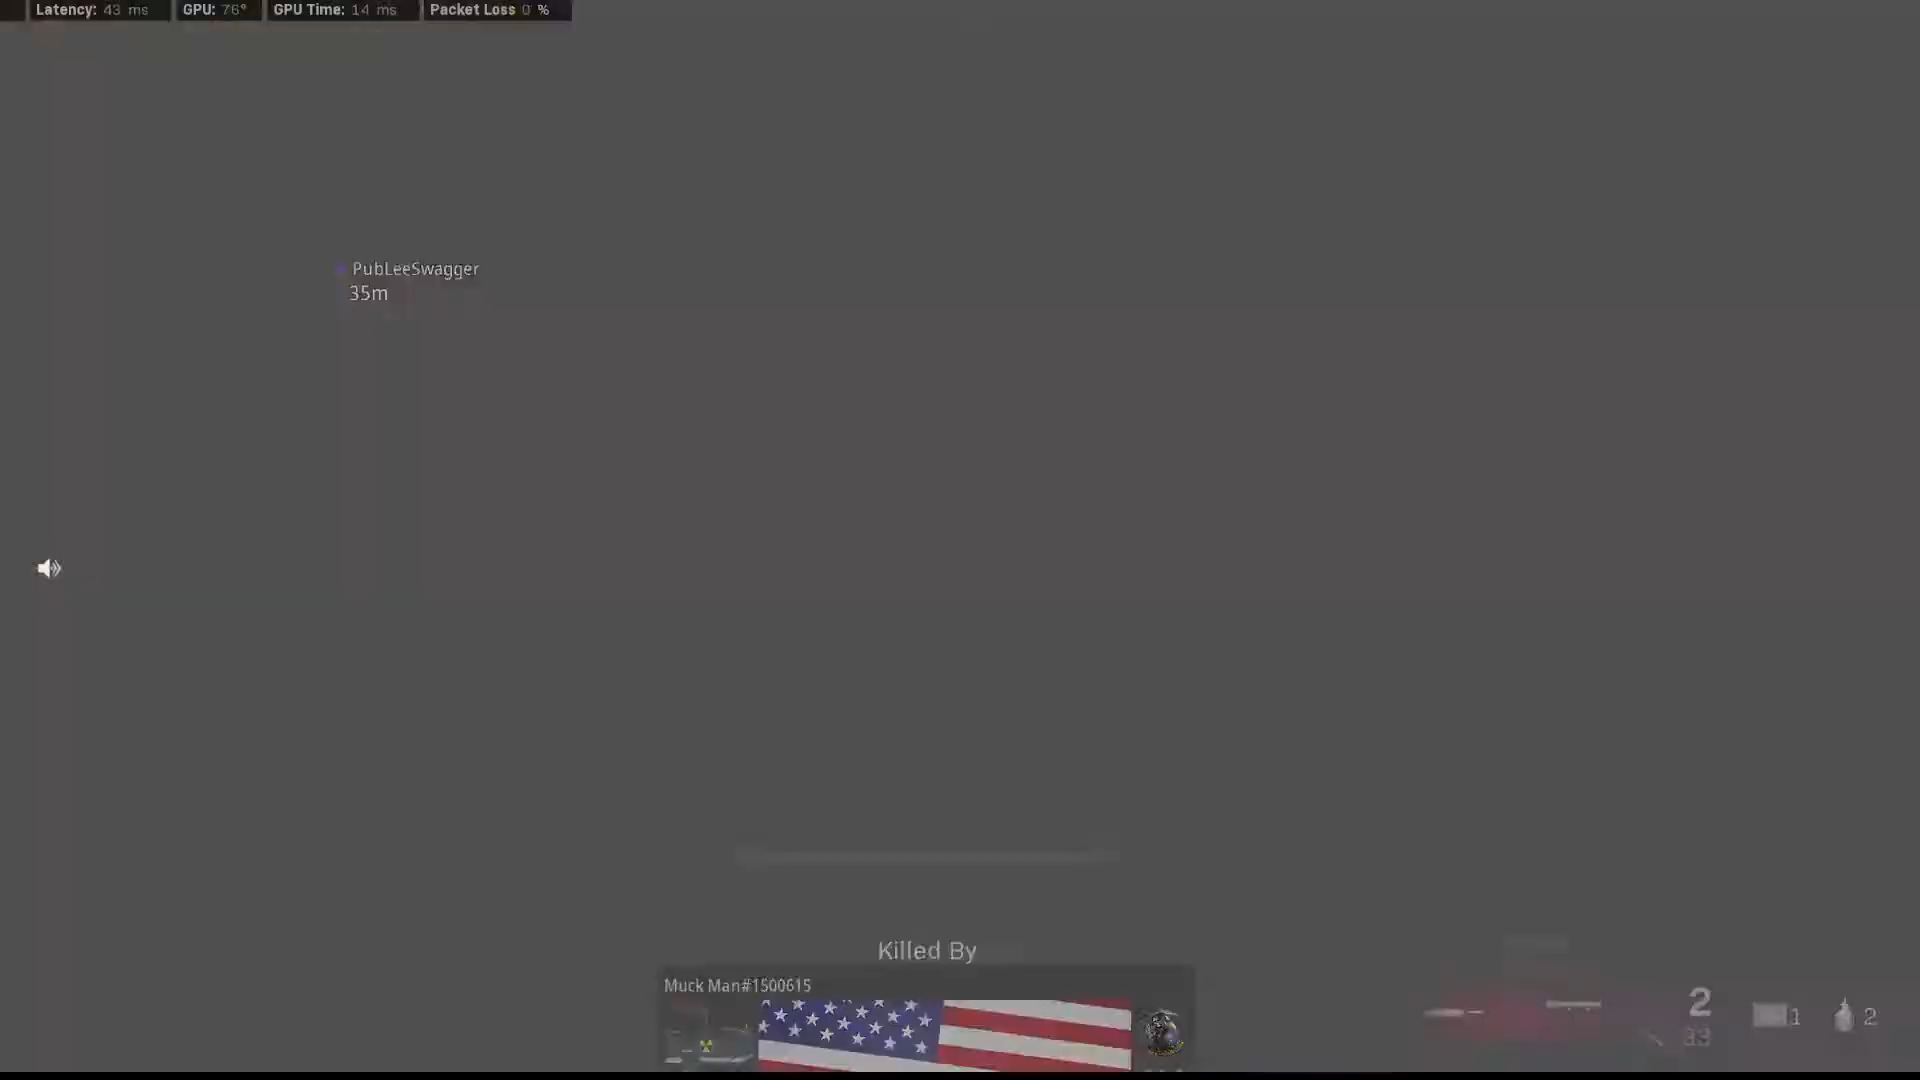 Latency: 43 ms GPU: 76° GPU Time: 14 ms Packet Loss 0 %
PubLeeSwagger
35m
Killed By
Muck Man#1500615
2
33
1
2